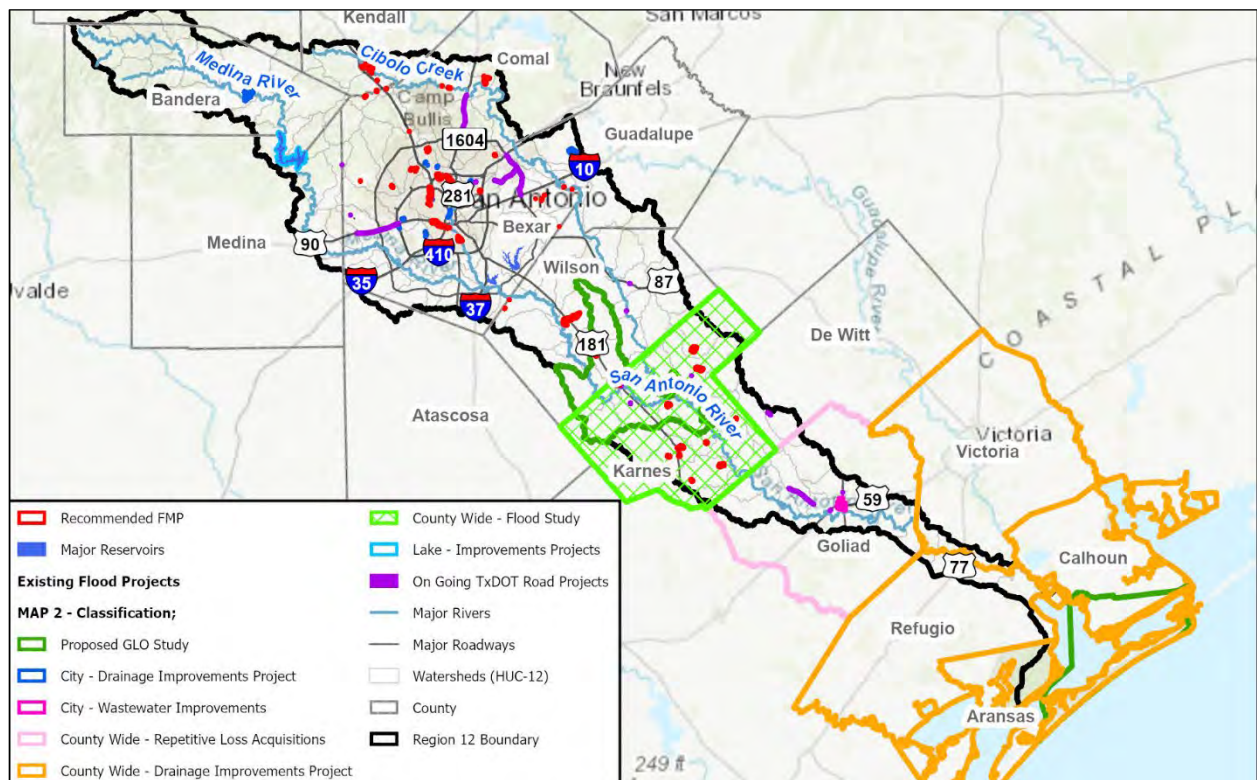 Kendall
San Marcos
Cibolo Creek
Comal
Medina River
New
Braunfels
Bandera
Camp
Bullis
Guadalupe
1604
10
281
an Antonio
Guadalupe River
Bexar
Medina
90
410
Wilson
87
35
37
Uvalde
COASTAL PL
De Witt
181
San Antonio River
Atascosa
Victoria
Victoria
Karnes
59
Goliad
Calhoun
77
Refugio
Aransas
249 ft
Recommended FMP
Major Reservoirs
Existing Flood Projects
MAP 2 - Classification;
Proposed GLO Study
City - Drainage Improvements Project
City - Wastewater Improvements
County Wide - Repetitive Loss Acquisitions
County Wide - Drainage Improvements Project
County Wide - Flood Study
Lake - Improvements Projects
On Going TxDOT Road Projects
Major Rivers
Major Roadways
Watersheds (HUC-12)
County
Region 12 Boundary